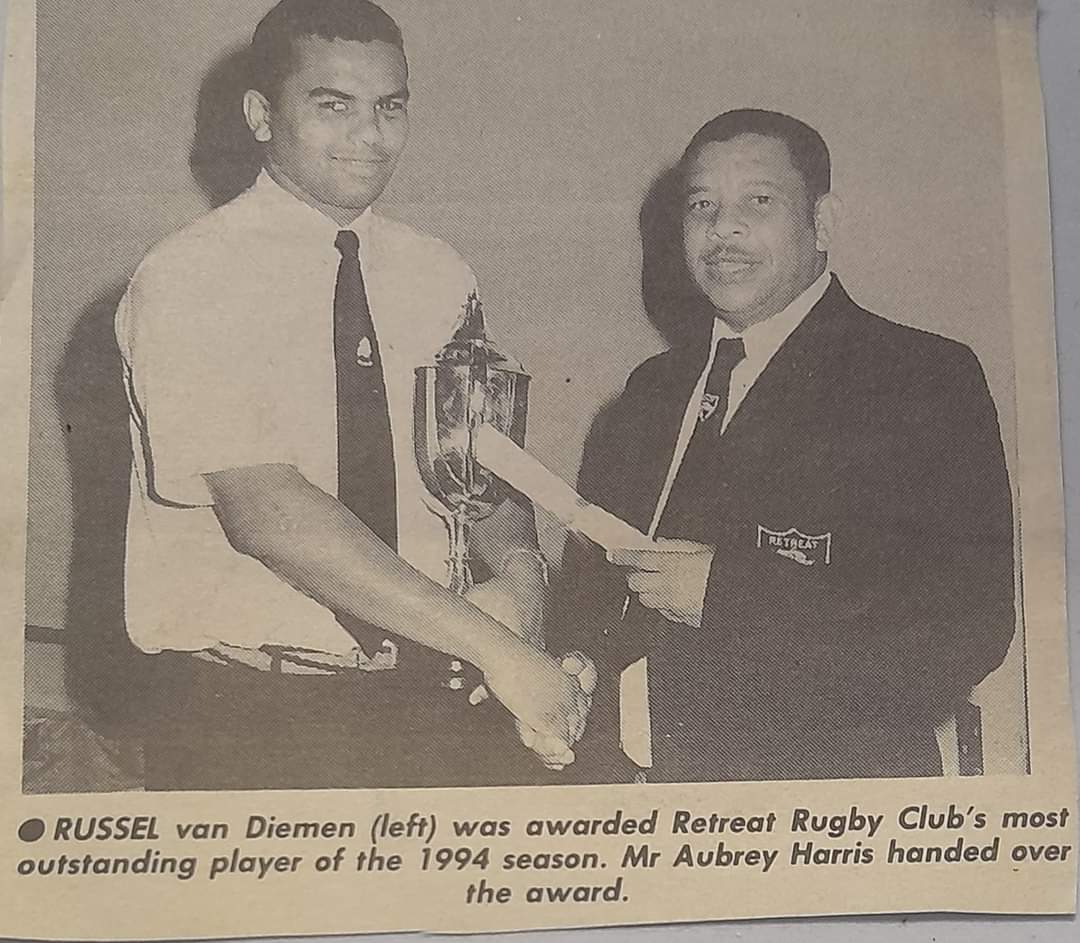 RETREAT
● RUSSEL van Diemen (left) was awarded Retreat Rugby Club's most
outstanding player of the 1994 season. Mr Aubrey Harris handed over
the award.